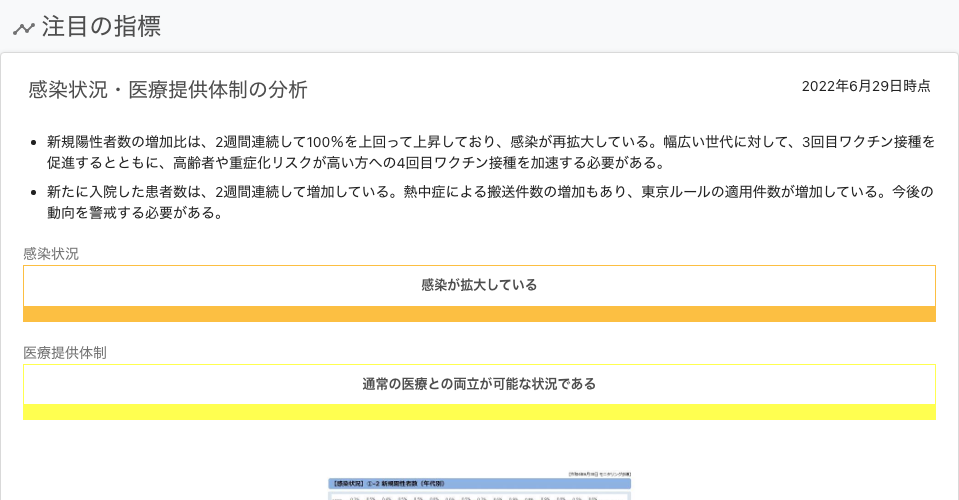 注目の指標
感染状況・医療提供体制の分析
2022年6月29日時点
新規陽性者数の増加比は、2週間連続して100％を上回って上昇しており、感染が再拡大している。幅広い世代に対して、3回目ワクチン接種を
促進するとともに、高齢者や重症化リスクが高い方への4回目ワクチン接種を加速する必要がある。
新たに入院した患者数は、2週間連続して増加している。熱中症による搬送件数の増加もあり、東京ルールの適用件数が増加している。今後の
動向を警戒する必要がある。
感染状況
感染が拡大している
医療提供体制
通常の医療との両立が可能な状況である
【感染状況】①-2 新規陽性者数（年代別）